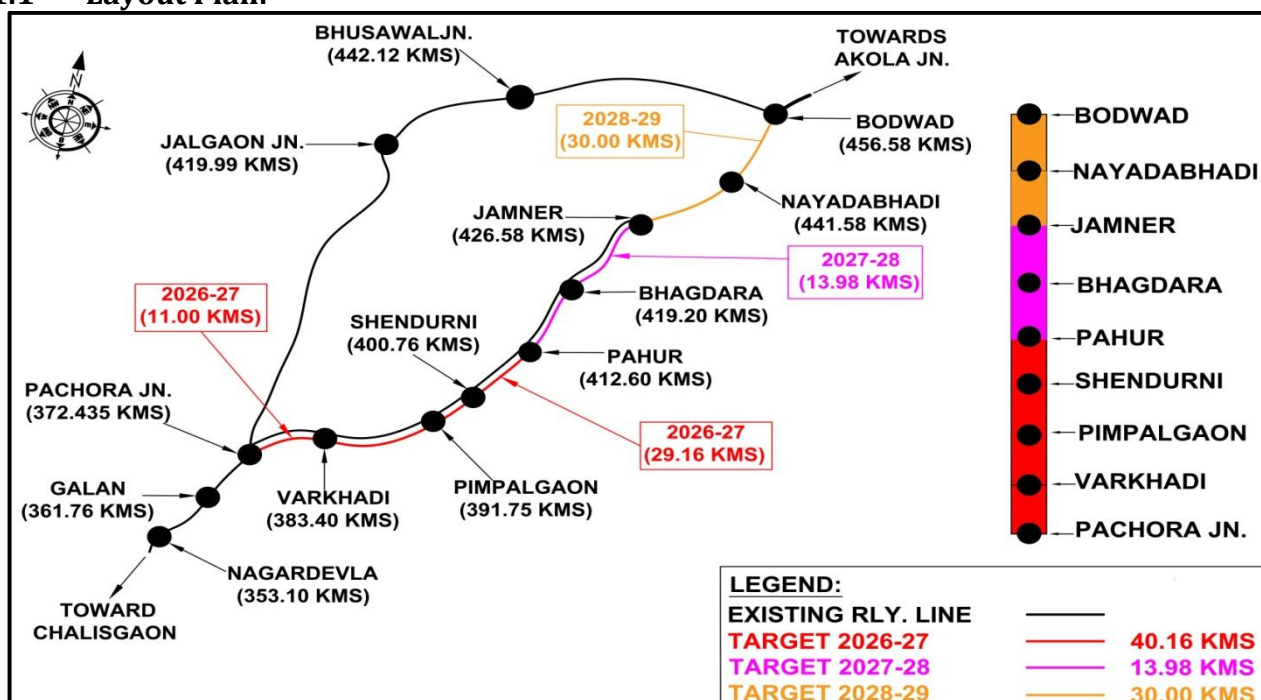 Layout Plan:
BHUSAWALJN.
(442.12 KMS)
TOWARDS
AKOLA JN.
N
JALGAON JN.
(419.99 KMS)
2028-29
(30.00 KMS)
BODWAD
(456.58 KMS)
JAMNER
(426.58 KMS)
NAYADABHADI
(441.58 KMS)
2027-28
(13.98 KMS)
2026-27
(11.00 KMS)
BHAGDARA
(419.20 KMS)
SHENDURNI
(400.76 KMS)
PAHUR
(412.60 KMS)
PACHORA JN.
(372.435 KMS)
2026-27
(29.16 KMS)
GALAN
(361.76 KMS)
VARKHADI
(383.40 KMS)
PIMPALGAON
(391.75 KMS)
NAGARDEVLA
(353.10 KMS)
TOWARD
CHALISGAON
BODWAD
NAYADABHADI
JAMNER
BHAGDARA
PAHUR
SHENDURNI
PIMPALGAON
VARKHADI
PACHORA JN.
LEGEND:
EXISTING RLY. LINE
TARGET 2026-27 40.16 KMS
TARGET 2027-28 13.98 KMS
TARGET 2028-29 30.00 KMS